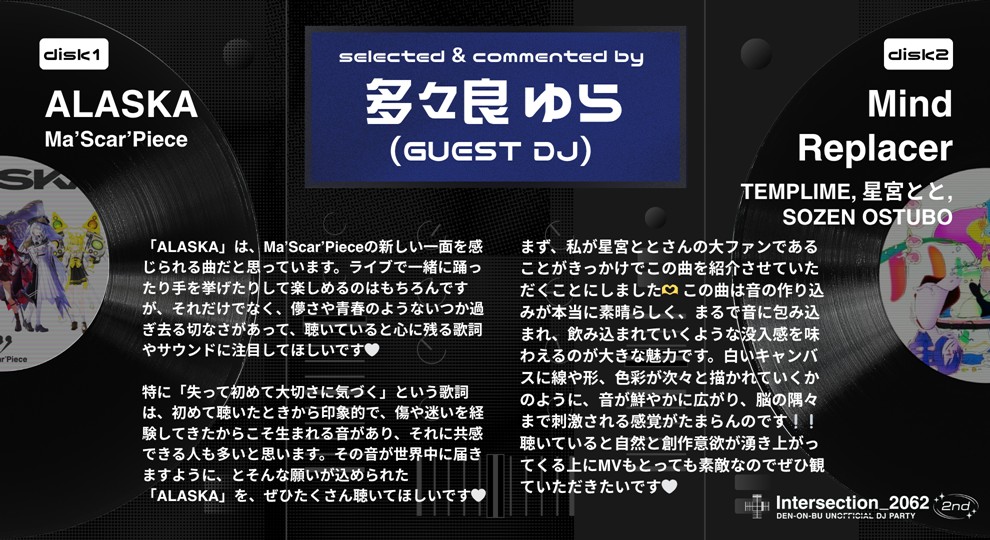 disk1
ALASKA
Ma'Scar'Piece
selected & commented by
多々良 ゆら
(GUEST DJ)
disk2
Mind
Replacer
TEMPLIME, 星宮とと,
SOZEN OSTUBO
「ALASKA」は、Ma'Scar'Pieceの新しい一面を感
じられる曲だと思っています。ライブで一緒に踊っ
たり手を挙げたりして楽しめるのはもちろんです
が、それだけでなく、儚さや青春のようないつか過
ぎ去る切なさがあって、聴いていると心に残る歌詞
やサウンドに注目してほしいです🤍
特に「失って初めて大切さに気づく」という歌詞
は、初めて聴いたときから印象的で、傷や迷いを経
験してきたからこそ生まれる音があり、それに共感
できる人も多いと思います。その音が世界中に届き
ますように、とそんな願いが込められた
「ALASKA」を、ぜひたくさん聴いてほしいです🤍
まず、私が星宮ととさんの大ファンである
ことがきっかけでこの曲を紹介させていた
だくことにしました🫶 この曲は音の作り込
みが本当に素晴らしく、まるで音に包み込
まれ、飲み込まれていくような没入感を味
わえるのが大きな魅力です。白いキャンバ
スに線や形、色彩が次々と描かれていくか
のように、音が鮮やかに広がり、脳の隅々
まで刺激される感覚がたまらんのです！！
聴いていると自然と創作意欲が湧き上がっ
てくる上にMVもとっても素敵なのでぜひ観
ていただきたいです🤍
Piece
Intersection_2062
DEN-ON-BU UNOFFICIAL DJ PARTY
2nd